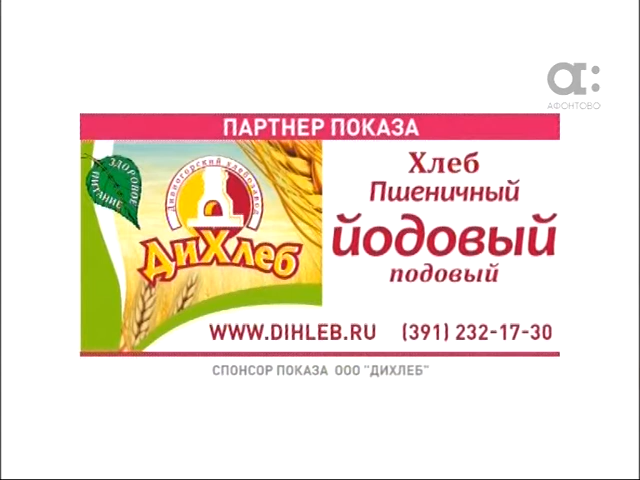 а:
АФОНТОВО
ПАРТНЕР ПОКАЗА
ЗДОРОВОЕ
ПИТАНИЕ
Дивногорский хлебозавод
ДиХлеб
Хлеб
Пшеничный
йодовый
подовый
WWW.DIHLEB.RU (391) 232-17-30
СПОНСОР ПОКАЗА ООО "ДИХЛЕБ"